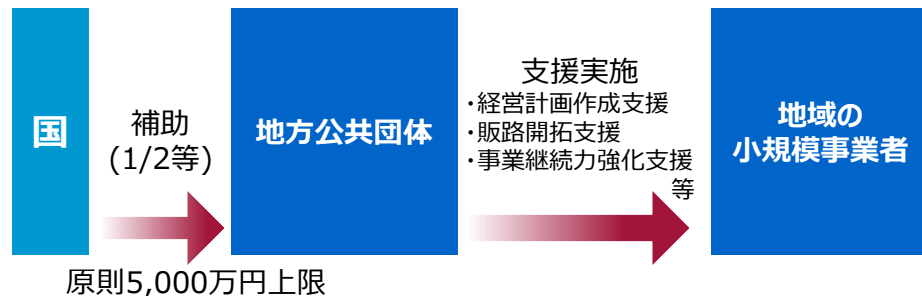 国
補助
(1/2等)
原則5,000万円上限
地方公共団体
支援実施
・経営計画作成支援
・販路開拓支援
・事業継続力強化支援
等
地域の
小規模事業者